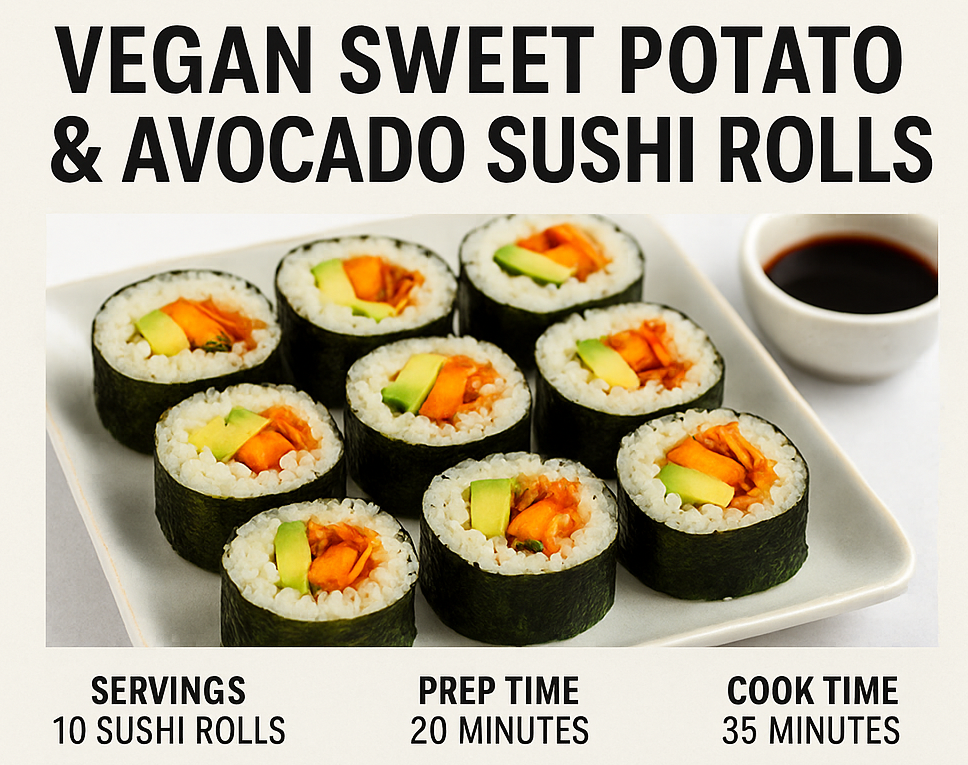 VEGAN SWEET POTATO
& AVOCADO SUSHI ROLLS
SERVINGS
10 SUSHI ROLLS
PREP TIME
20 MINUTES
COOK TIME
35 MINUTES